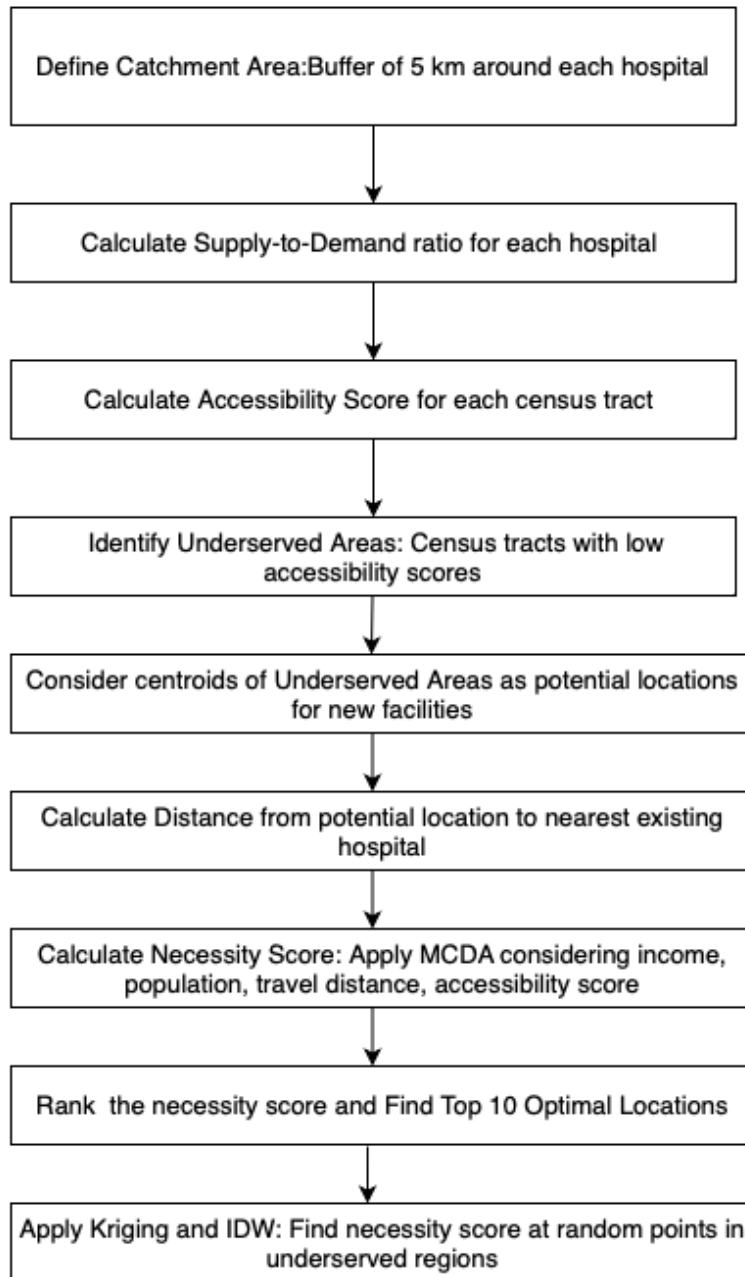 Define Catchment Area:Buffer of 5 km around each hospital
Calculate Supply-to-Demand ratio for each hospital
Calculate Accessibility Score for each census tract
Identify Underserved Areas: Census tracts with low
accessibility scores
Consider centroids of Underserved Areas as potential locations
for new facilities
Calculate Distance from potential location to nearest existing
hospital
Calculate Necessity Score: Apply MCDA considering income,
population, travel distance, accessibility score
Rank the necessity score and Find Top 10 Optimal Locations
Apply Kriging and IDW: Find necessity score at random points in
underserved regions